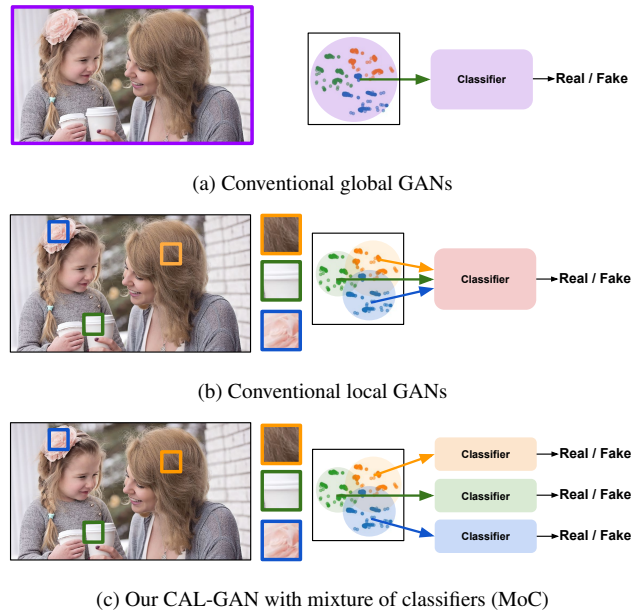 Classifier
Real / Fake
(a) Conventional global GANs
Classifier
Real / Fake
(b) Conventional local GANs
Classifier
Real / Fake
Classifier
Real / Fake
Classifier
Real / Fake
(c) Our CAL-GAN with mixture of classifiers (MoC)